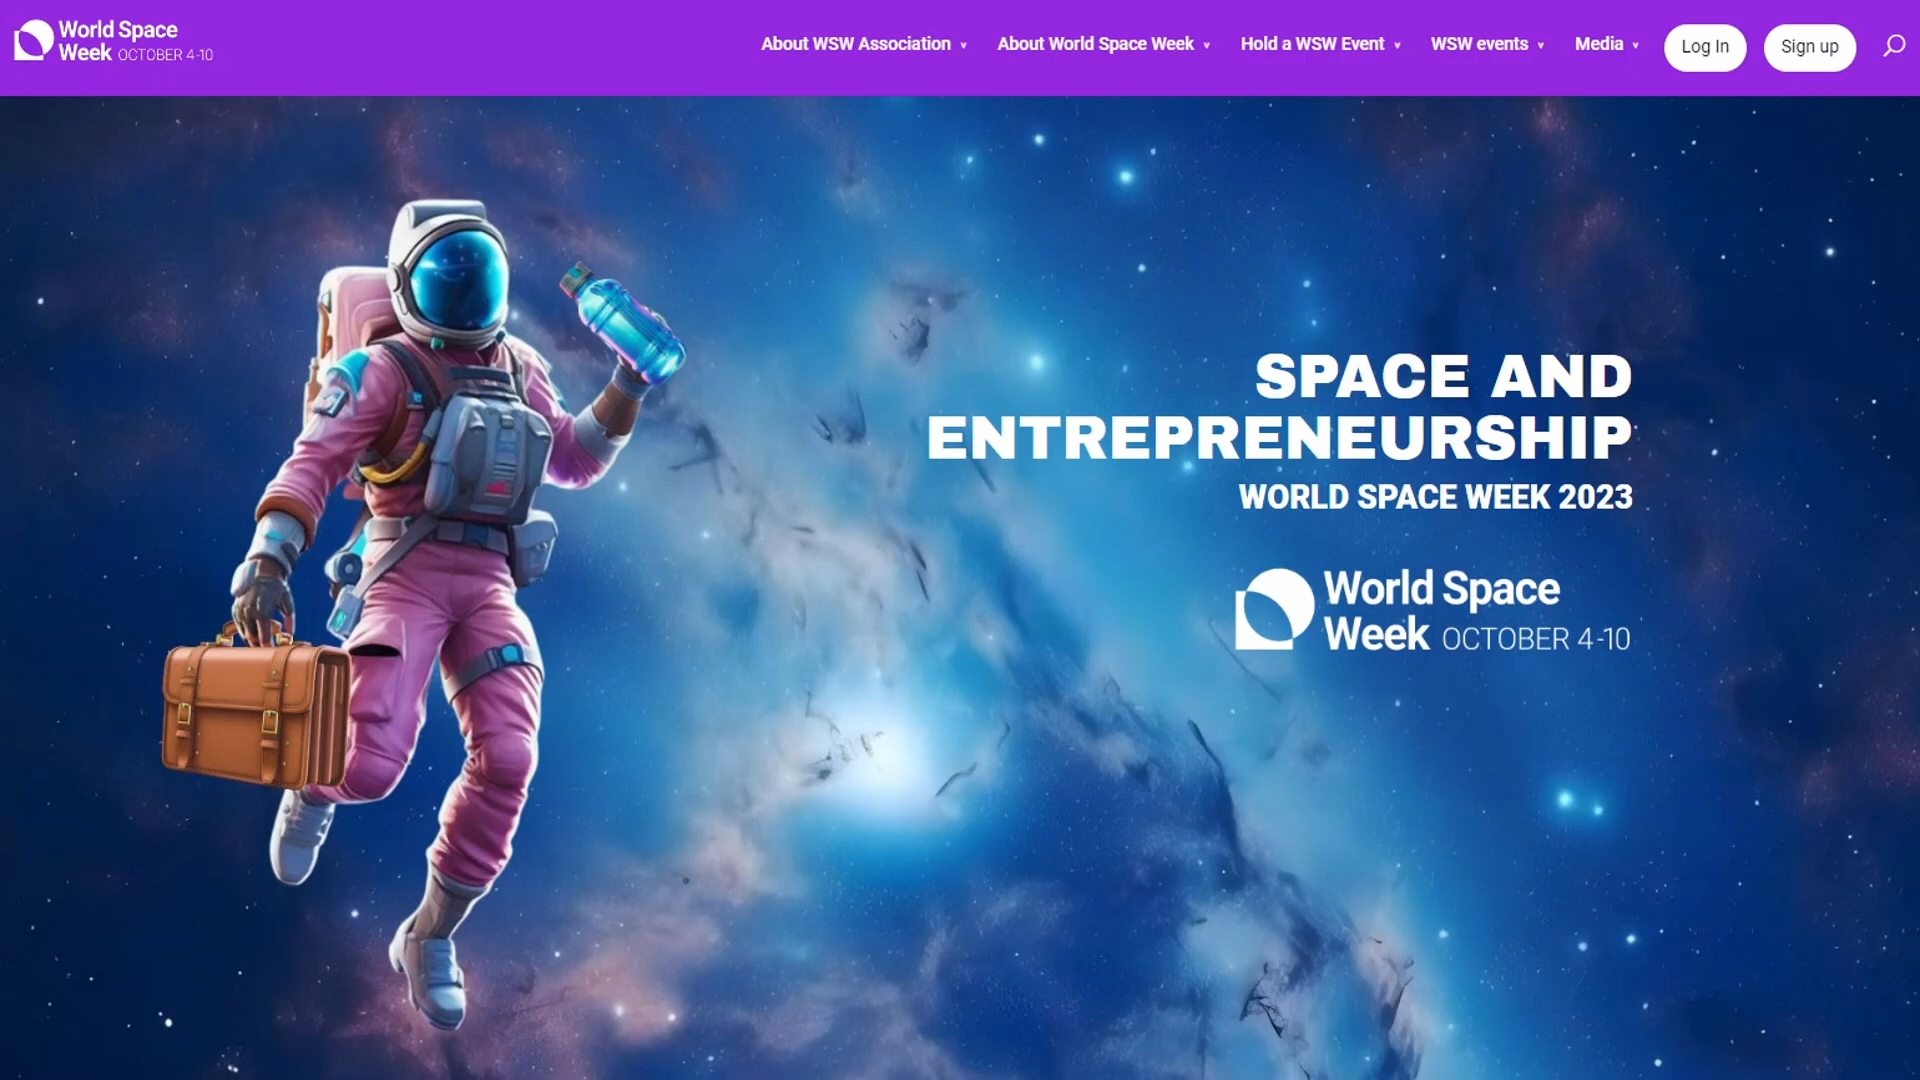 World Space
Week OCTOBER 4-10
About WSW Association
About World Space Week
Hold a WSW Event
WSW events
Media
Log In
Sign up
SPACE AND
ENTREPRENEURSHIP
WORLD SPACE WEEK 2023
World Space
Week OCTOBER 4-10